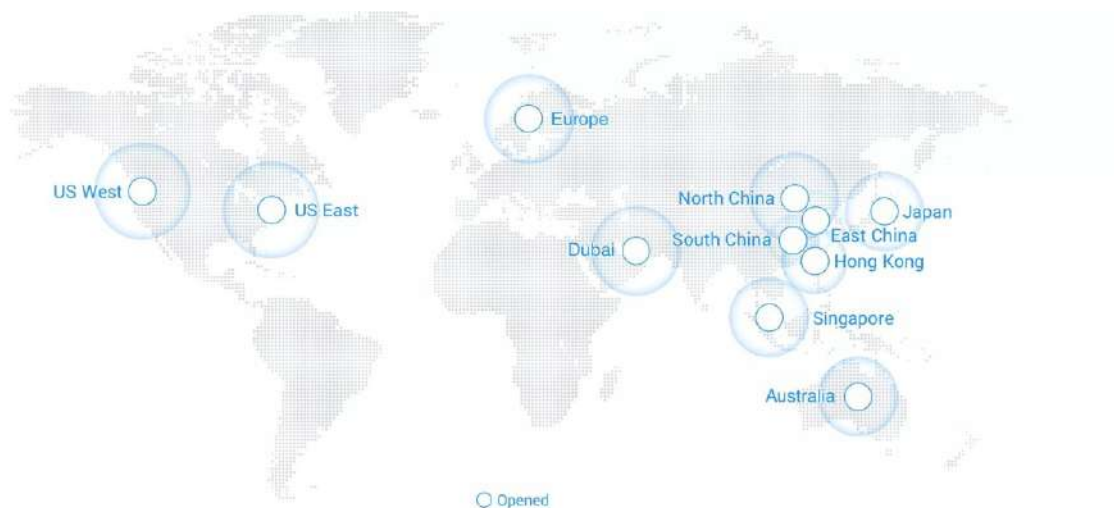 Europe
US West
US East
North China
Japan
East China
South China
Dubai
Hong Kong
Singapore
Australia
Opened